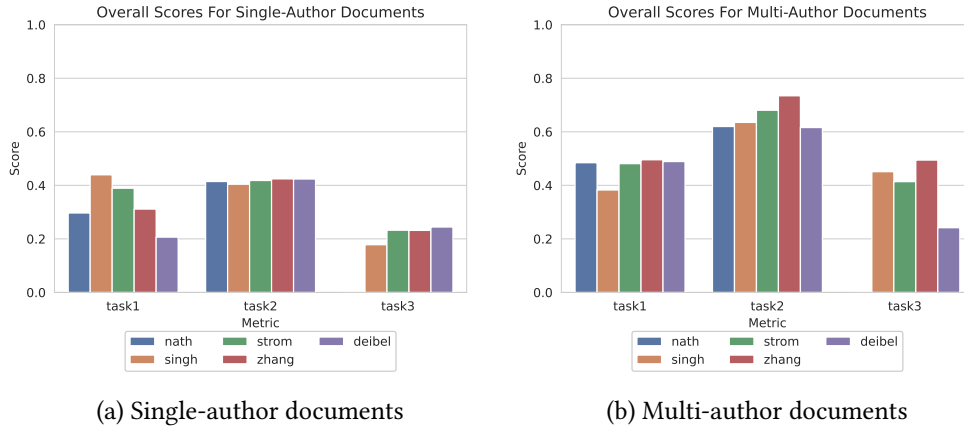 Overall Scores For Single-Author Documents
1.0
0.8
0.6
0.4
0.2
0.0
Score
task1 task2 task3
Metric
nath strom deibel
singh zhang
(a) Single-author documents
Overall Scores For Multi-Author Documents
1.0
0.8
0.6
0.4
0.2
0.0
Score
task1 task2 task3
Metric
nath strom deibel
singh zhang
(b) Multi-author documents